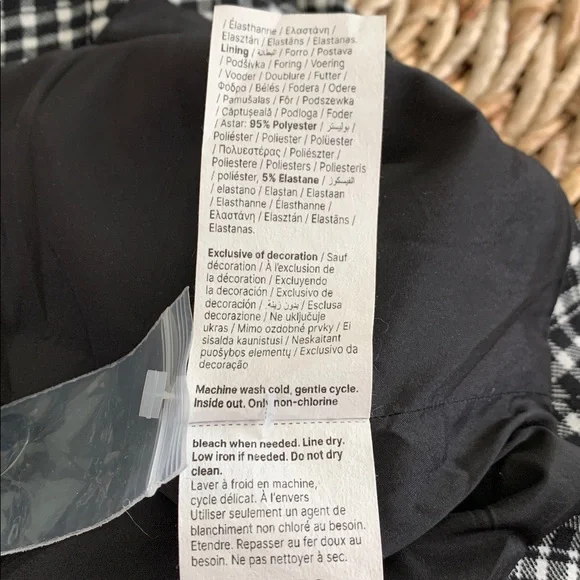 / Élasthanne / Ελαστάνη /
Elasztán / Elastāns / Elastanas.
Lining / البطانة / Forro / Postava
/ Podšívka / Foring / Voering
/ Vooder / Doublure / Futter /
Φόδρα / Bélés / Fodera / Odere
/ Pamušalas / Fôr / Podszewka
/ Căptușeală / Podloga / Foder
/ Astar: 95% Polyester / بوليستر /
Poliéster / Poliester / Polüester
/ Πολυεστέρας / Poliészter /
Poliestere / Poliesters / Poliesteris
/ poliéster, 5% Elastane / الفيسكوز
/ elastano / Elastan / Elastaan
/ Elasthanne / Élasthanne /
Ελαστάνη / Elasztán / Elastāns /
Elastanas.
Exclusive of decoration / Sauf
décoration / À l'exclusion de
la décoration / Excluyendo
la decoración / Exclusivo de
decoración / بدون زينة / Esclusa
decorazione / Ne uključuje
ukras / Mimo ozdobné prvky / Ei
sisalda kaunistusi / Neskaitant
puošybos elementų / Exclusivo da
decoração
Machine wash cold, gentle cycle.
Inside out. Only non-chlorine
bleach when needed. Line dry.
Low iron if needed. Do not dry
clean.
Laver à froid en machine,
cycle délicat. À l'envers
Utiliser seulement un agent de
blanchiment non chloré au besoin.
Etendre. Repasser au fer doux au
besoin. Ne pas nettoyer à sec.